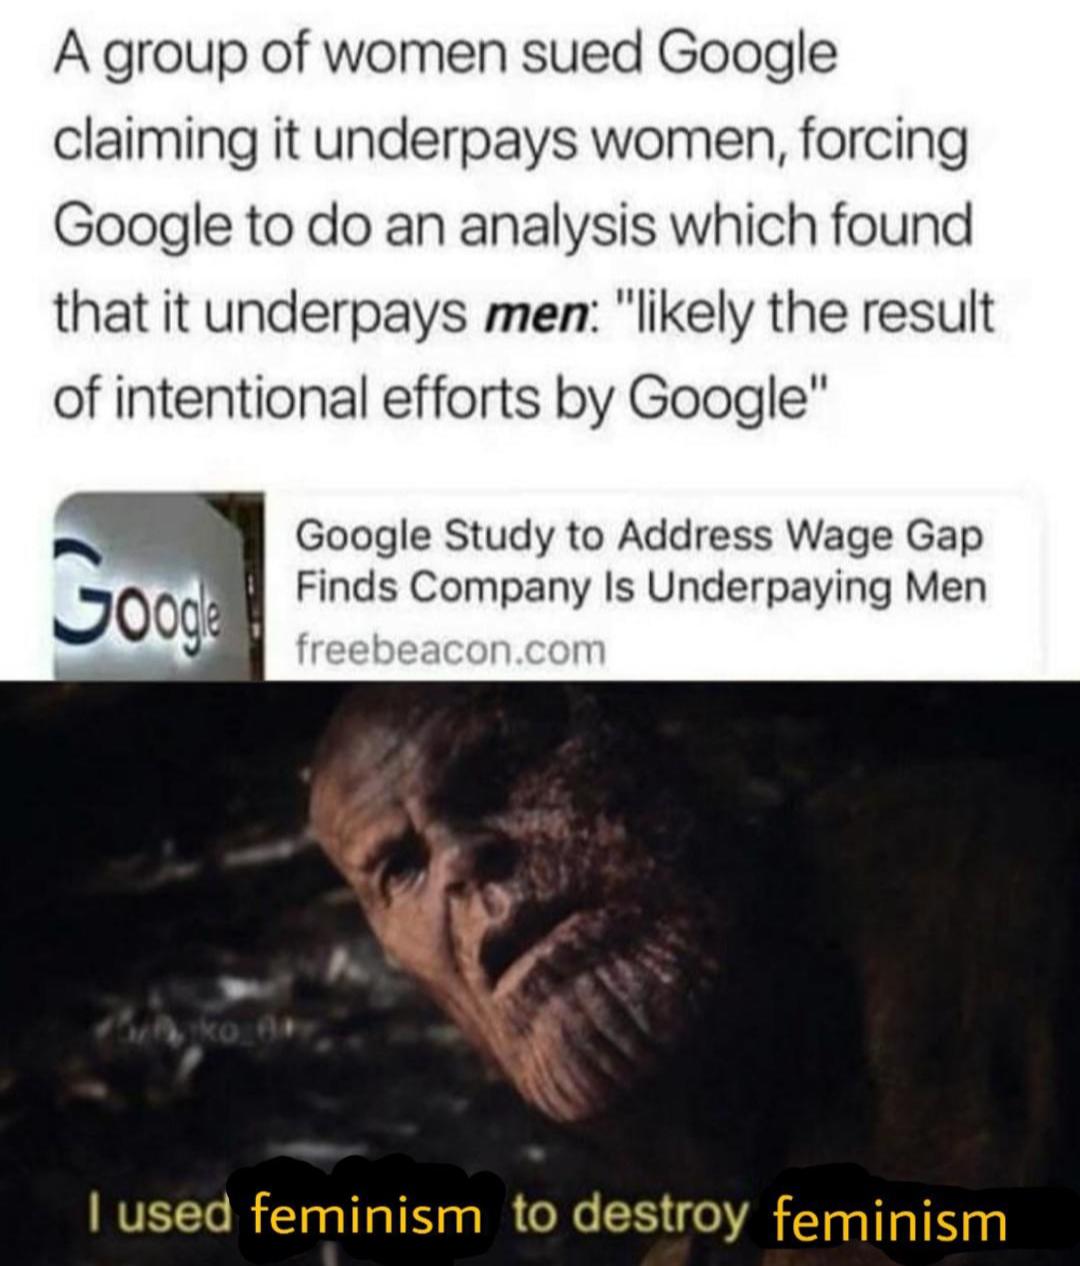 A group of women sued Google
claiming it underpays women, forcing
Google to do an analysis which found
that it underpays men: "likely the result
of intentional efforts by Google"
Google
Google Study to Address Wage Gap
Finds Company Is Underpaying Men
freebeacon.com
I used feminism to destroy feminism